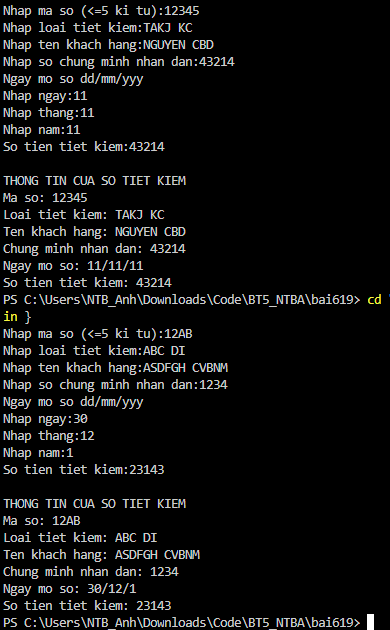 Nhap ma so (<=5 ki tu):12345
Nhap loai tiet kiem:TAKJ KC
Nhap ten khach hang:NGUYEN CBD
Nhap so chung minh nhan dan:43214
Ngay mo so dd/mm/yyy
Nhap ngay:11
Nhap thang:11
Nhap nam:11
So tien tiet kiem:43214
THONG TIN CUA SO TIET KIEM
Ma so: 12345
Loai tiet kiem: TAKJ KC
Ten khach hang: NGUYEN CBD
Chung minh nhan dan: 43214
Ngay mo so: 11/11/11
So tien tiet kiem: 43214
PS C:\Users\NTB_Anh\Downloads\Code\BT5_NTBA\bai619> cd "
in }
Nhap ma so (<=5 ki tu):12AB
Nhap loai tiet kiem:ABC DI
Nhap ten khach hang:ASDFGH CVBNM
Nhap so chung minh nhan dan:1234
Ngay mo so dd/mm/yyy
Nhap ngay:30
Nhap thang:12
Nhap nam:1
So tien tiet kiem:23143
THONG TIN CUA SO TIET KIEM
Ma so: 12AB
Loai tiet kiem: ABC DI
Ten khach hang: ASDFGH CVBNM
Chung minh nhan dan: 1234
Ngay mo so: 30/12/1
So tien tiet kiem: 23143
PS C:\Users\NTB_Anh\Downloads\Code\BT5_NTBA\bai619>